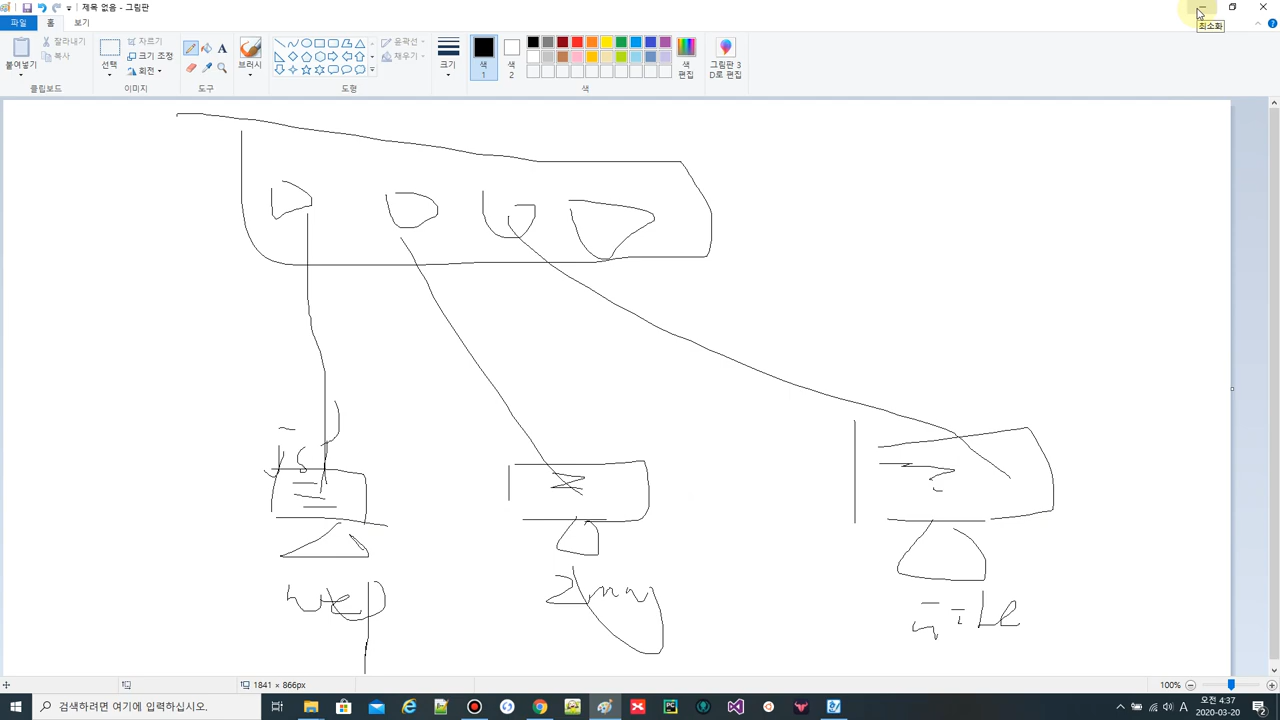 제목 없음 - 그림판
최소화
파일 홈 보기
붙여넣기
잘라내기
복사
클립보드
선택
자르기
크기 조정
회전
이미지
A
도구
브러시
윤곽선
채우기
도형
크기
색 1
색 2
색 편집
색
그림판 3D로 편집
1841 × 866px
100%
검색하려면 여기에 입력하십시오.
PC
A
오전 4:37
2020-03-20